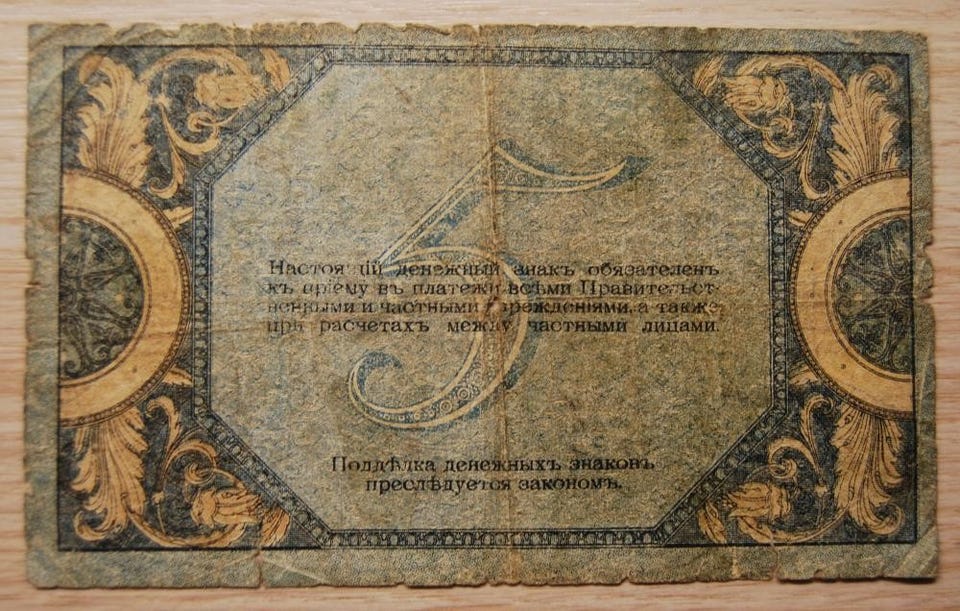 5
Настоящій денежный знакъ обязателенъ
къ пріему въ платежи всѣми Правительст-
венными и частными учрежденіями, а также
при расчетахъ между частными лицами.
Поддѣлка денежныхъ знаковъ
преслѣдуется закономъ.